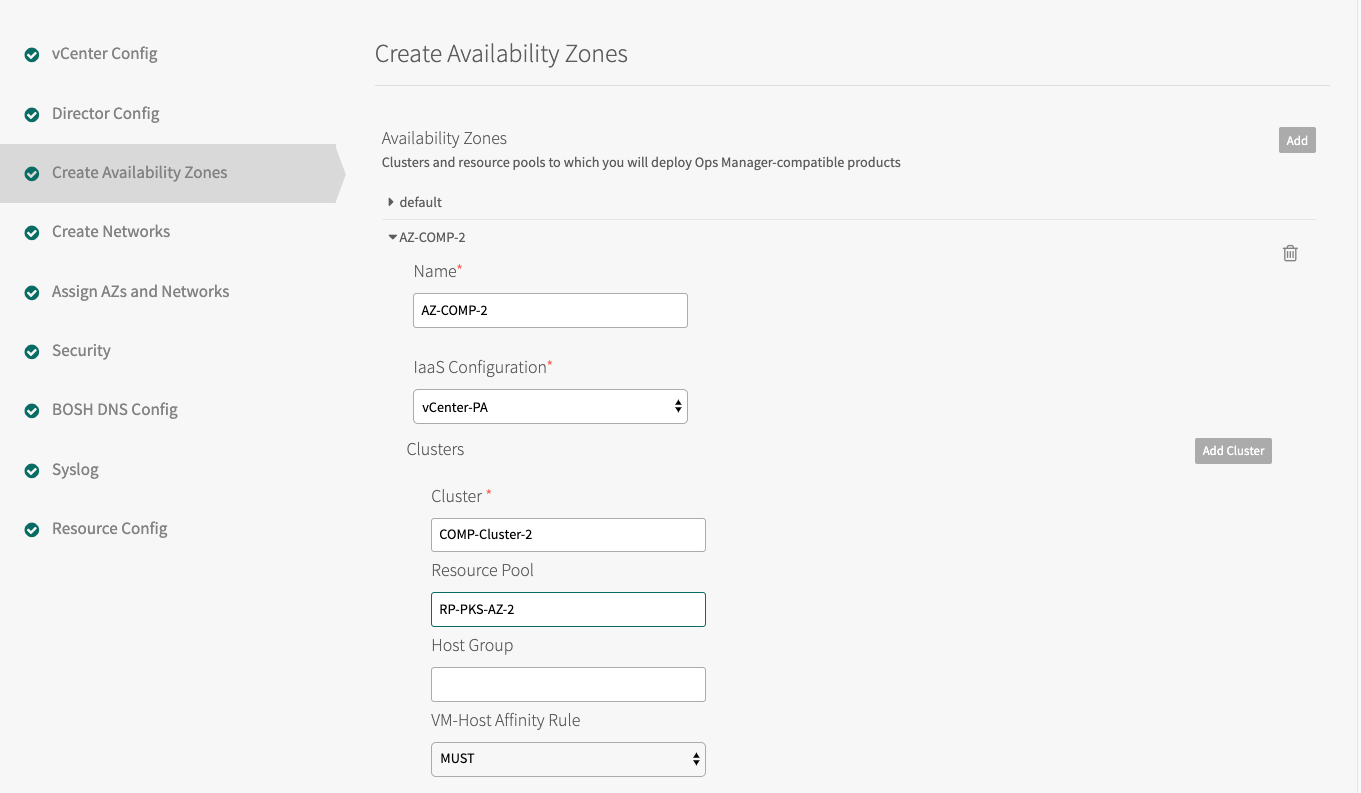 vCenter Config
Director Config
Create Availability Zones
Create Networks
Assign AZs and Networks
Security
BOSH DNS Config
Syslog
Resource Config
Create Availability Zones
Availability Zones
Add
Clusters and resource pools to which you will deploy Ops Manager-compatible products
default
AZ-COMP-2
Name*
AZ-COMP-2
IaaS Configuration*
vCenter-PA
Clusters
Add Cluster
Cluster *
COMP-Cluster-2
Resource Pool
RP-PKS-AZ-2
Host Group
VM-Host Affinity Rule
MUST